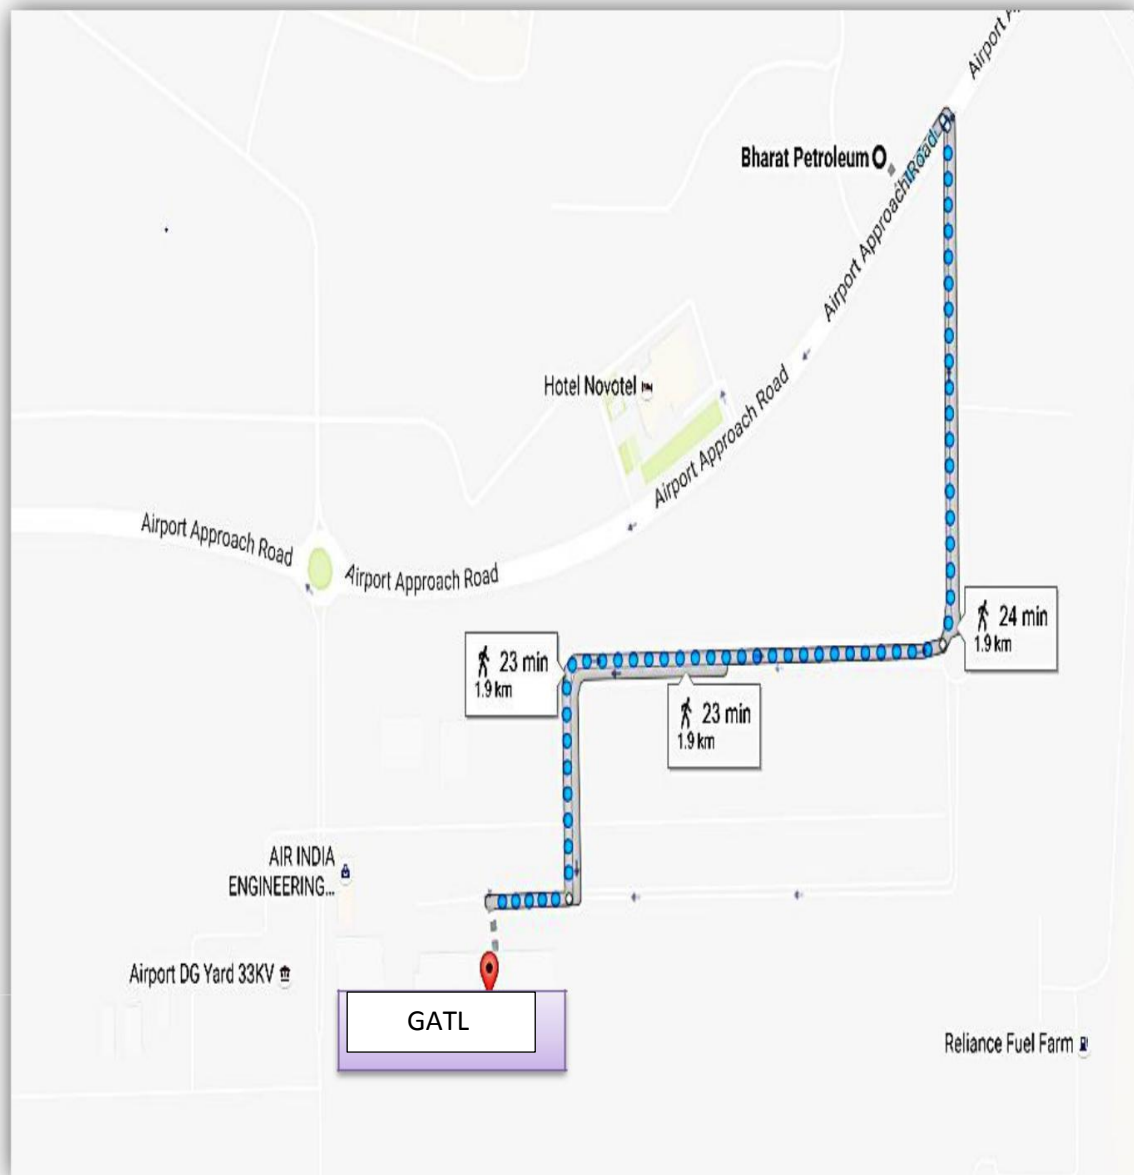 Airport A
Bharat Petroleum
Airport Approach Road
Hotel Novotel
Airport Approach Road
Airport Approach Road
Airport Approach Road
24 min
1.9 km
23 min
1.9 km
23 min
1.9 km
AIR INDIA
ENGINEERING...
Airport DG Yard 33KV
GATL
Reliance Fuel Farm